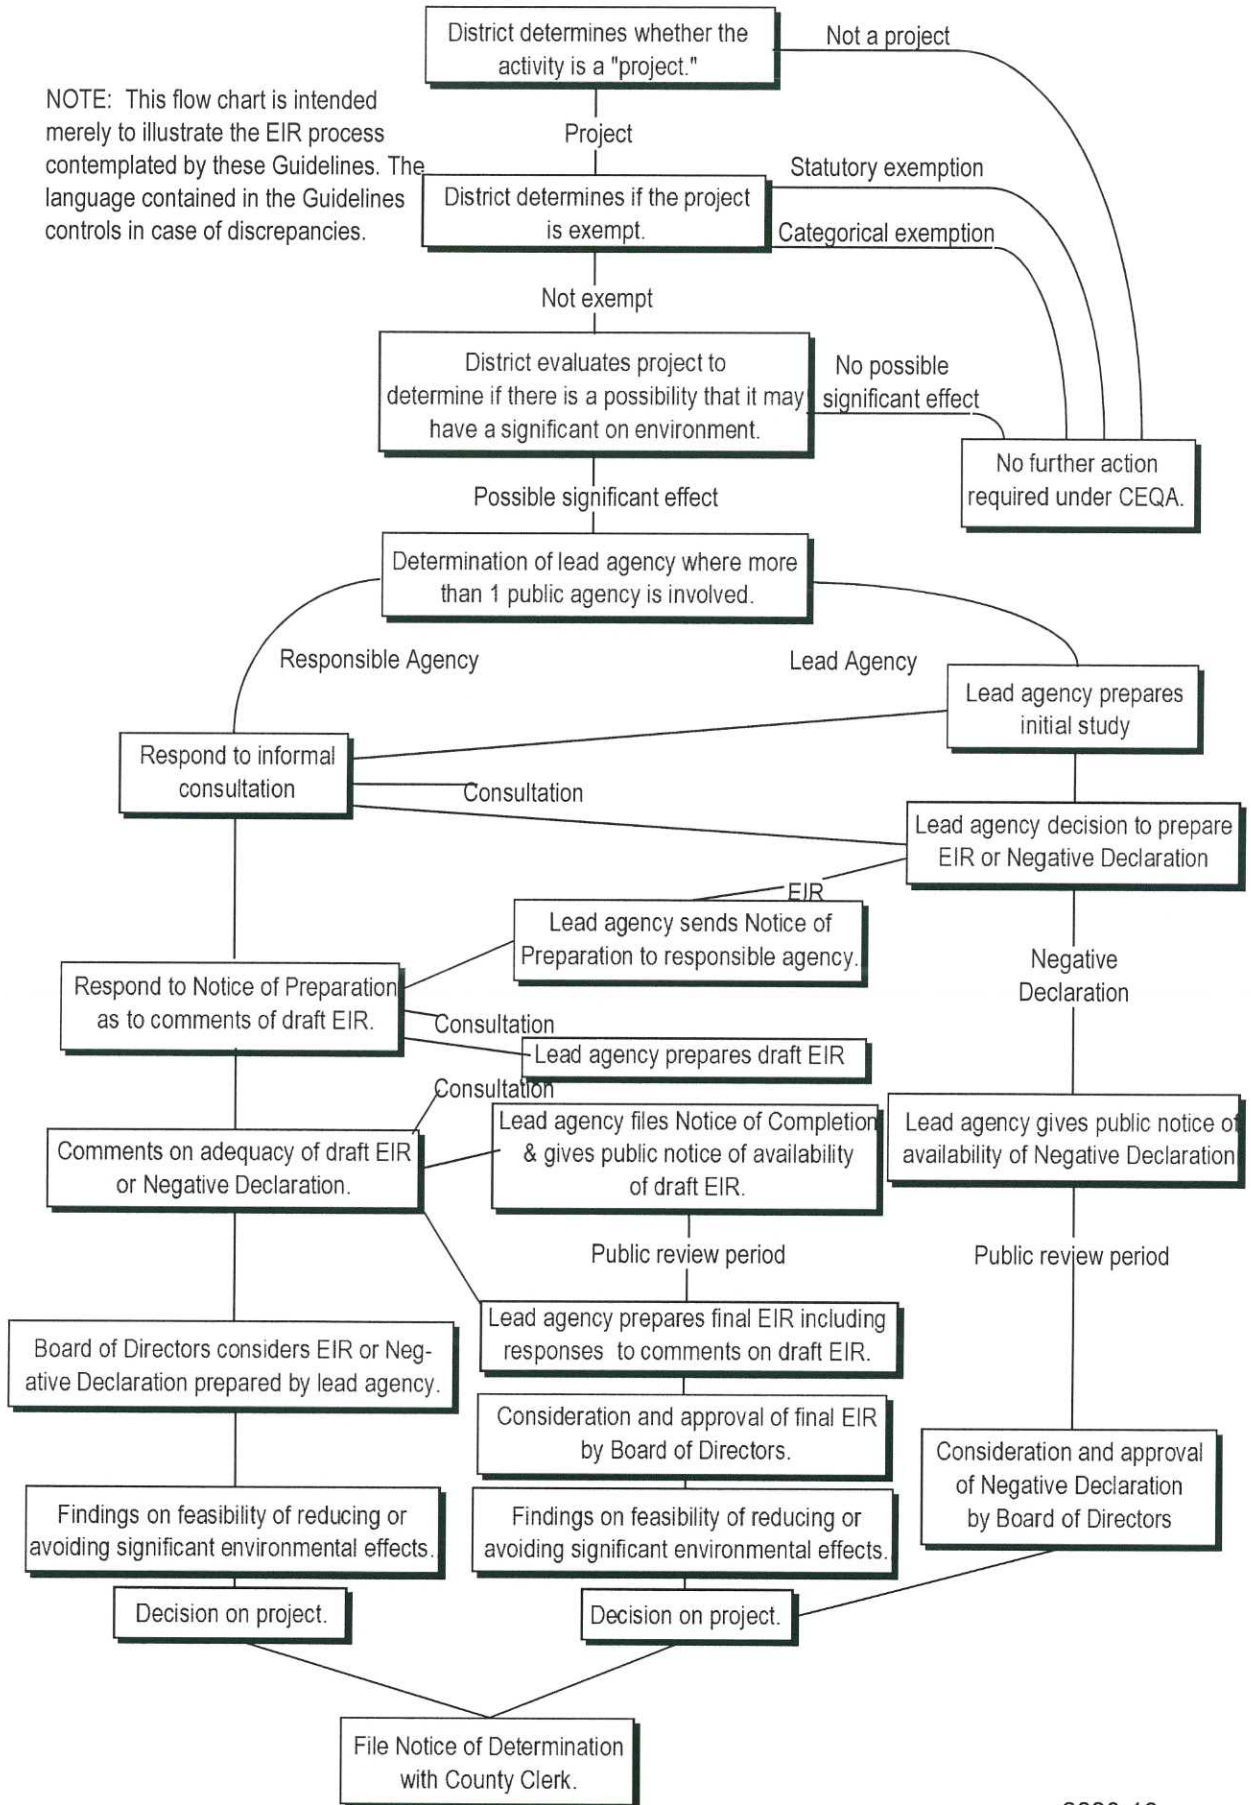 District determines whether the
activity is a "project."
Not a project
NOTE: This flow chart is intended
merely to illustrate the EIR process
contemplated by these Guidelines. The
language contained in the Guidelines
controls in case of discrepancies.
Project
Statutory exemption
District determines if the project
is exempt.
Categorical exemption
Not exempt
District evaluates project to
determine if there is a possibility that it may
have a significant on environment.
No possible
significant effect
No further action
required under CEQA.
Possible significant effect
Determination of lead agency where more
than 1 public agency is involved.
Responsible Agency
Lead Agency
Lead agency prepares
initial study
Respond to informal
consultation
Consultation
Lead agency decision to prepare
EIR or Negative Declaration
EIR
Lead agency sends Notice of
Preparation to responsible agency.
Negative
Declaration
Respond to Notice of Preparation
as to comments of draft EIR.
Consultation
Lead agency prepares draft EIR
Consultation
Comments on adequacy of draft EIR
or Negative Declaration.
Lead agency files Notice of Completion
& gives public notice of availability
of draft EIR.
Lead agency gives public notice of
availability of Negative Declaration
Public review period
Public review period
Lead agency prepares final EIR including
responses to comments on draft EIR.
Board of Directors considers EIR or Neg-
ative Declaration prepared by lead agency.
Consideration and approval of final EIR
by Board of Directors.
Consideration and approval
of Negative Declaration
by Board of Directors
Findings on feasibility of reducing or
avoiding significant environmental effects.
Findings on feasibility of reducing or
avoiding significant environmental effects.
Decision on project.
Decision on project.
File Notice of Determination
with County Clerk.